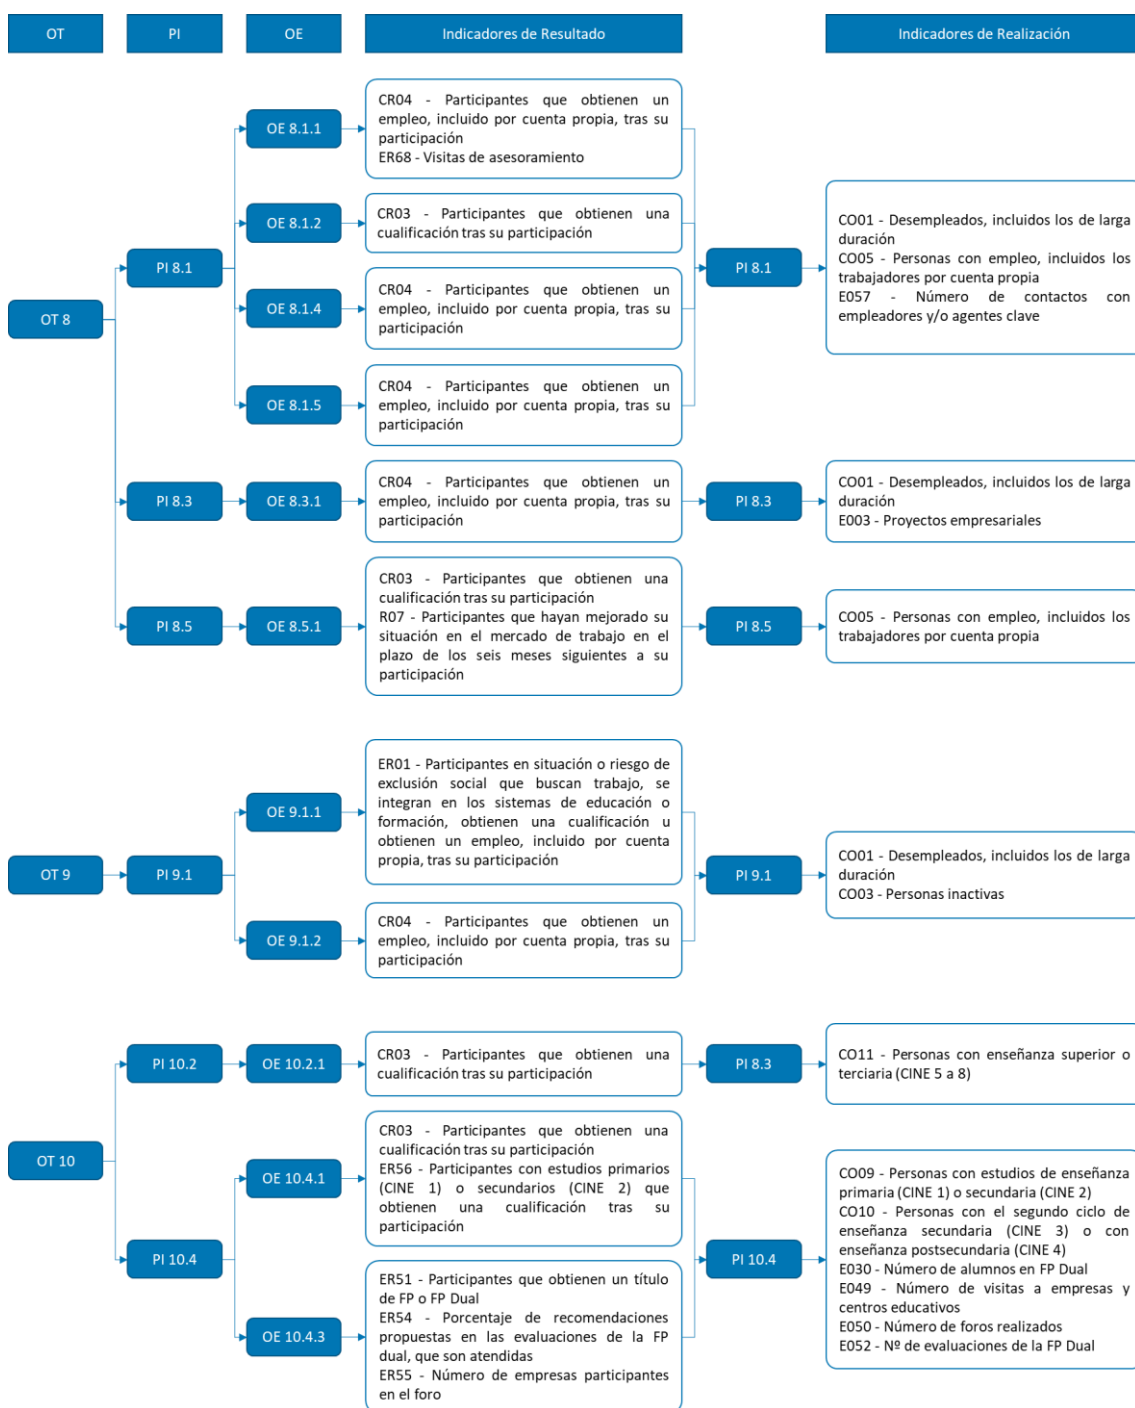 OT
PI
OE
Indicadores de Resultado
Indicadores de Realización
OT 8
PI 8.1
OE 8.1.1
CR04 - Participantes que obtienen un
empleo, incluido por cuenta propia, tras su
participación
ER68 - Visitas de asesoramiento
OE 8.1.2
CR03 - Participantes que obtienen una
cualificación tras su participación
OE 8.1.4
CR04 - Participantes que obtienen un
empleo, incluido por cuenta propia, tras su
participación
OE 8.1.5
CR04 - Participantes que obtienen un
empleo, incluido por cuenta propia, tras su
participación
PI 8.1
CO01 - Desempleados, incluidos los de larga
duración
CO05 - Personas con empleo, incluidos los
trabajadores por cuenta propia
E057 - Número de contactos con
empleadores y/o agentes clave
PI 8.3
OE 8.3.1
CR04 - Participantes que obtienen un
empleo, incluido por cuenta propia, tras su
participación
PI 8.3
CO01 - Desempleados, incluidos los de larga
duración
E003 - Proyectos empresariales
PI 8.5
OE 8.5.1
CR03 - Participantes que obtienen una
cualificación tras su participación
R07 - Participantes que hayan mejorado su
situación en el mercado de trabajo en el
plazo de los seis meses siguientes a su
participación
PI 8.5
CO05 - Personas con empleo, incluidos los
trabajadores por cuenta propia
OT 9
PI 9.1
OE 9.1.1
ER01 - Participantes en situación o riesgo de
exclusión social que buscan trabajo, se
integran en los sistemas de educación o
formación, obtienen una cualificación u
obtienen un empleo, incluido por cuenta
propia, tras su participación
OE 9.1.2
CR04 - Participantes que obtienen un
empleo, incluido por cuenta propia, tras su
participación
PI 9.1
CO01 - Desempleados, incluidos los de larga
duración
CO03 - Personas inactivas
OT 10
PI 10.2
OE 10.2.1
CR03 - Participantes que obtienen una
cualificación tras su participación
PI 8.3
CO11 - Personas con enseñanza superior o
terciaria (CINE 5 a 8)
PI 10.4
OE 10.4.1
CR03 - Participantes que obtienen una
cualificación tras su participación
ER56 - Participantes con estudios primarios
(CINE 1) o secundarios (CINE 2) que
obtienen una cualificación tras su
participación
OE 10.4.3
ER51 - Participantes que obtienen un título
de FP o FP Dual
ER54 - Porcentaje de recomendaciones
propuestas en las evaluaciones de la FP
dual, que son atendidas
ER55 - Número de empresas participantes
en el foro
PI 10.4
CO09 - Personas con estudios de enseñanza
primaria (CINE 1) o secundaria (CINE 2)
CO10 - Personas con el segundo ciclo de
enseñanza secundaria (CINE 3) o con
enseñanza postsecundaria (CINE 4)
E030 - Número de alumnos en FP Dual
E049 - Número de visitas a empresas y
centros educativos
E050 - Número de foros realizados
E052 - Nº de evaluaciones de la FP Dual